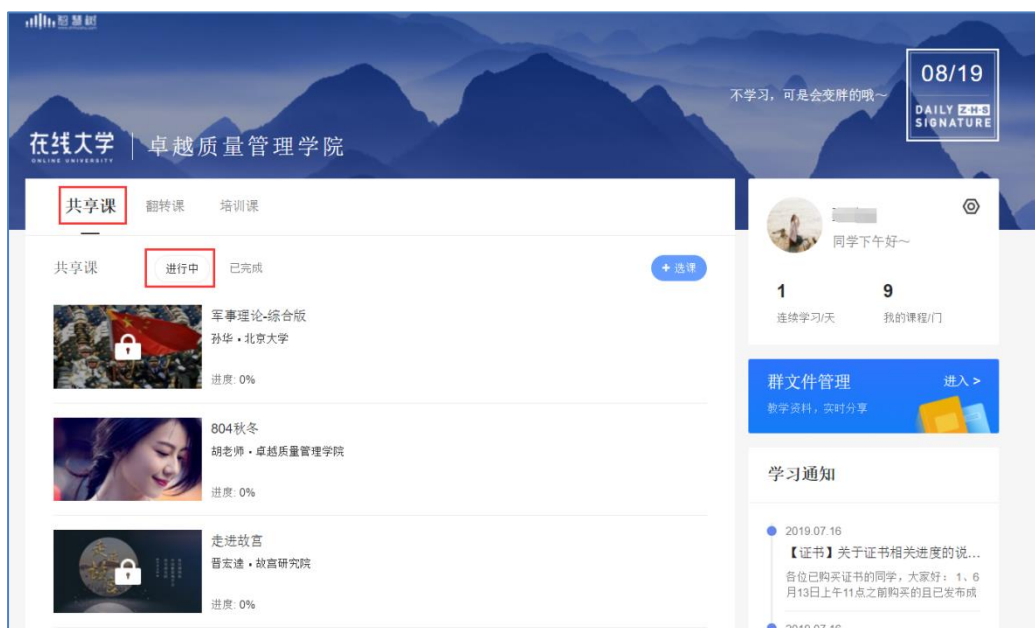 智慧树
不学习，可是会变胖的哦～
08/19
DAILY Z-H-S
SIGNATURE
在线大学
ONLINE UNIVERSITY
卓越质量管理学院
共享课 翻转课 培训课
共享课 进行中 已完成 + 选课
军事理论-综合版
孙华 • 北京大学
进度: 0%
804秋冬
胡老师 • 卓越质量管理学院
进度: 0%
走进故宫
晋宏逵 • 故宫研究院
进度: 0%
同学下午好～
1 9
连续学习/天 我的课程/门
群文件管理 进入 >
教学资料，实时分享
学习通知
2019.07.16
【证书】关于证书相关进度的说...
各位已购买证书的同学，大家好： 1、6
月13日上午11点之前购买的且已发布成
2019.07.16